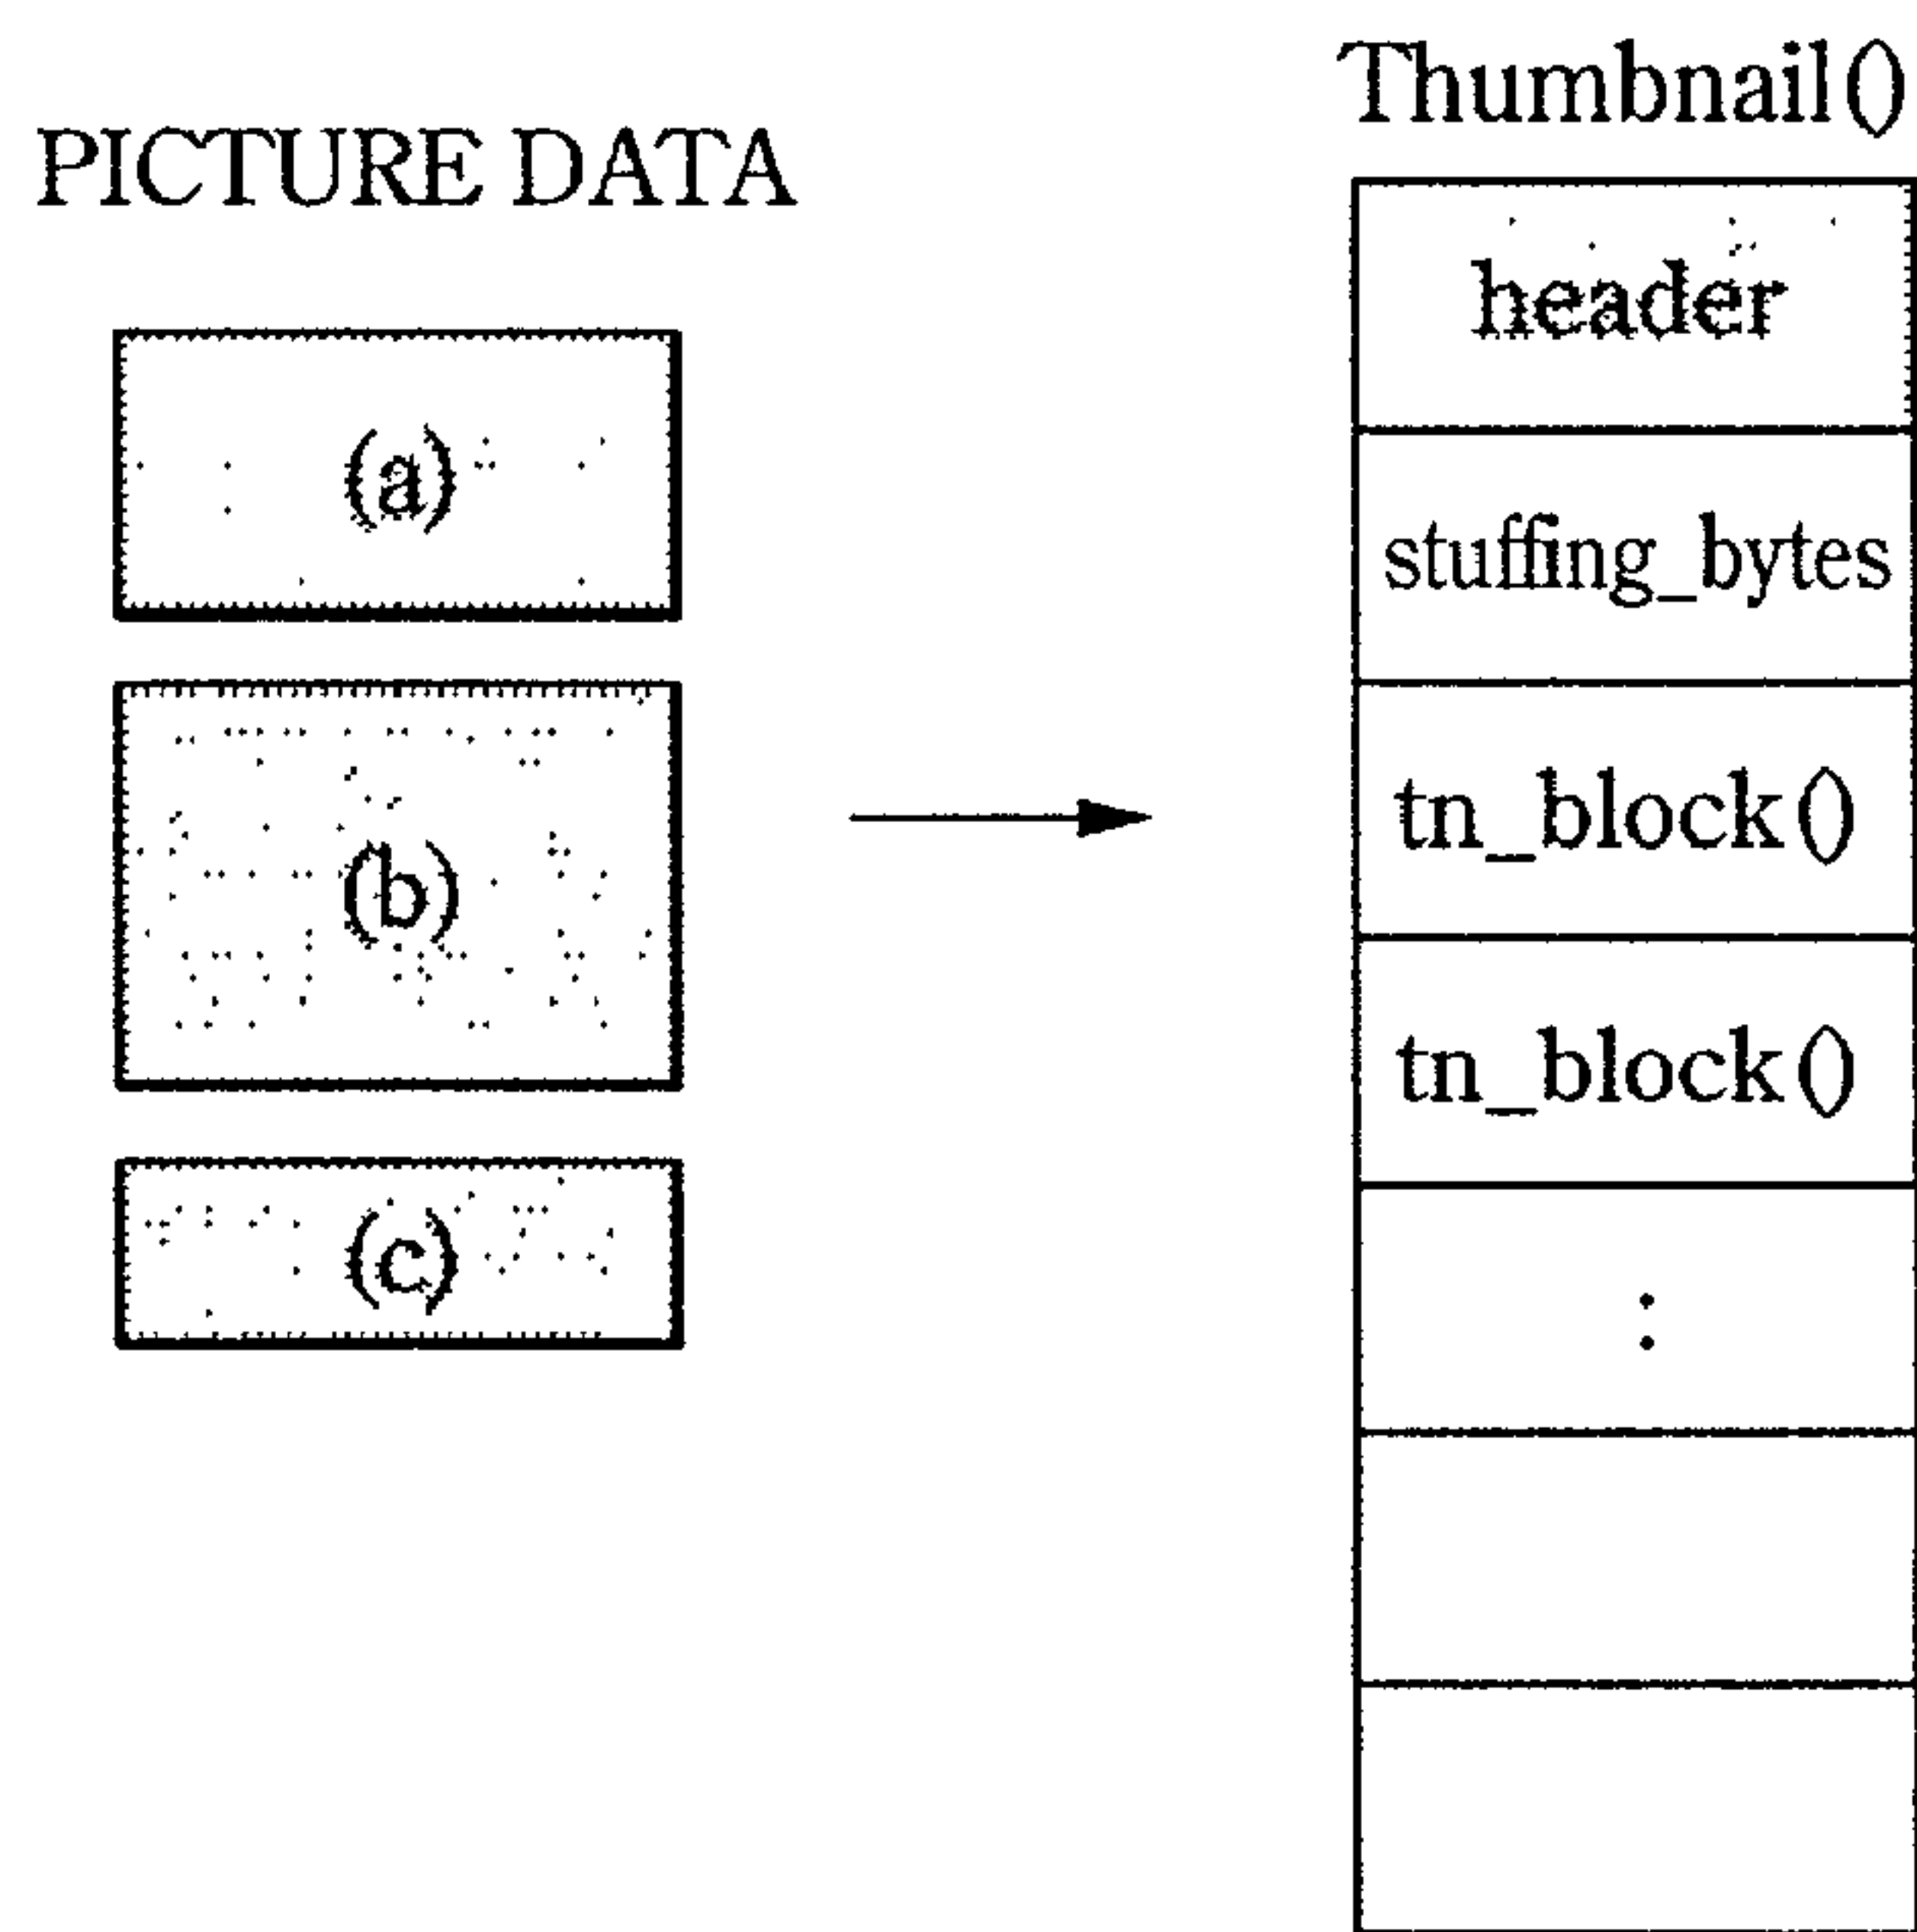 PICTURE DATA
(a)
(b)
(c)
Thumbnail()
header
stuffing_bytes
tn_block()
tn_block()
: